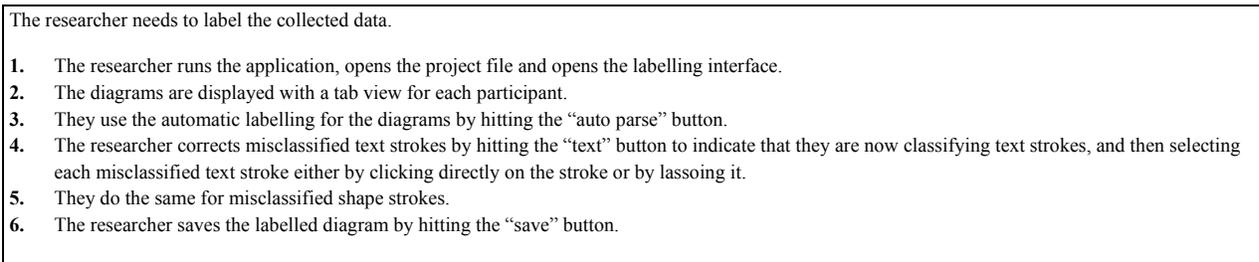 The researcher needs to label the collected data.
1. The researcher runs the application, opens the project file and opens the labelling interface.
2. The diagrams are displayed with a tab view for each participant.
3. They use the automatic labelling for the diagrams by hitting the “auto parse” button.
4. The researcher corrects misclassified text strokes by hitting the “text” button to indicate that they are now classifying text strokes, and then selecting
each misclassified text stroke either by clicking directly on the stroke or by lassoing it.
5. They do the same for misclassified shape strokes.
6. The researcher saves the labelled diagram by hitting the “save” button.